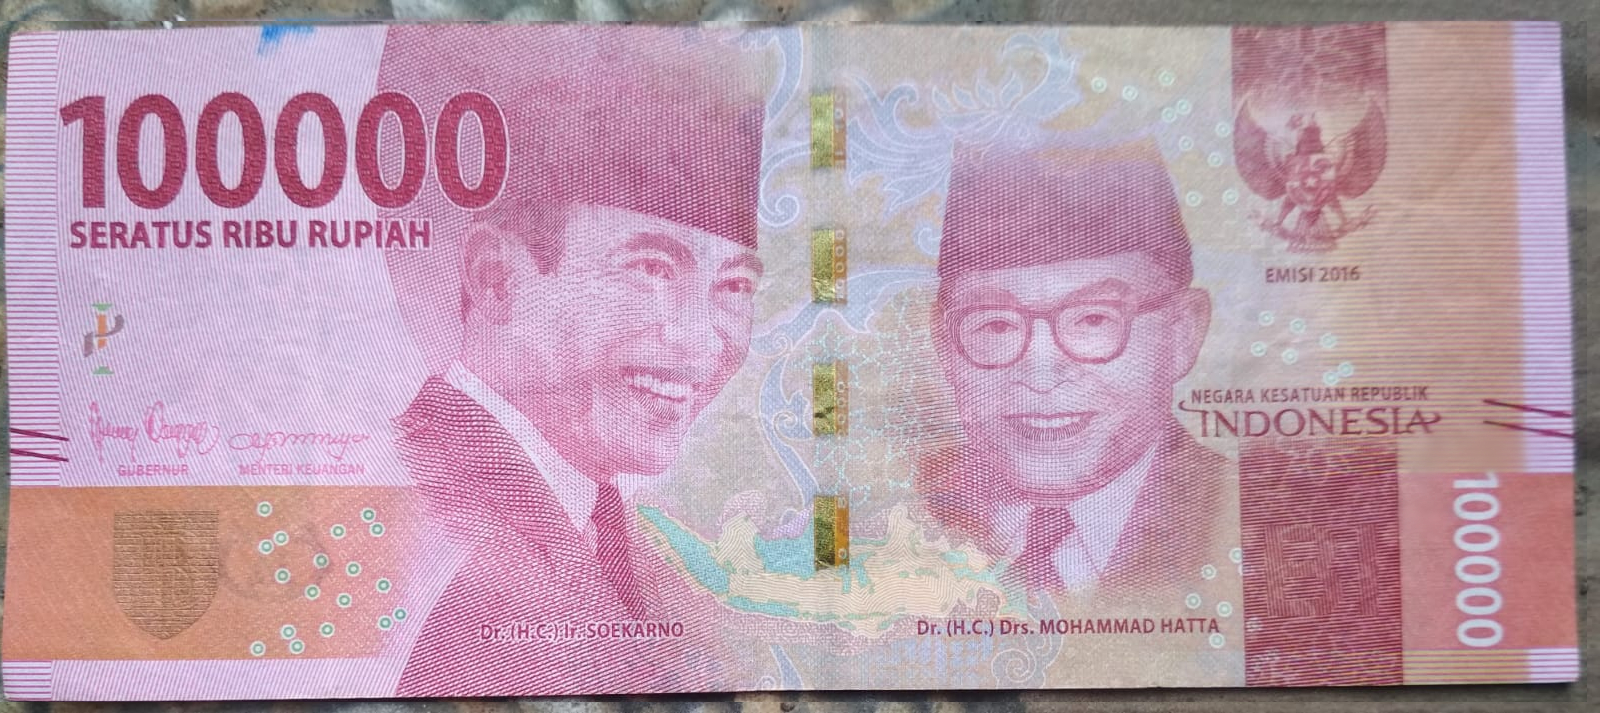 100000
SERATUS RIBU RUPIAH
GUBERNUR
MENTERI KEUANGAN
Dr. (H.C.) Ir. SOEKARNO
EMISI 2016
NEGARA KESATUAN REPUBLIK
INDONESIA
Dr. (H.C.) Drs. MOHAMMAD HATTA
BI
100000